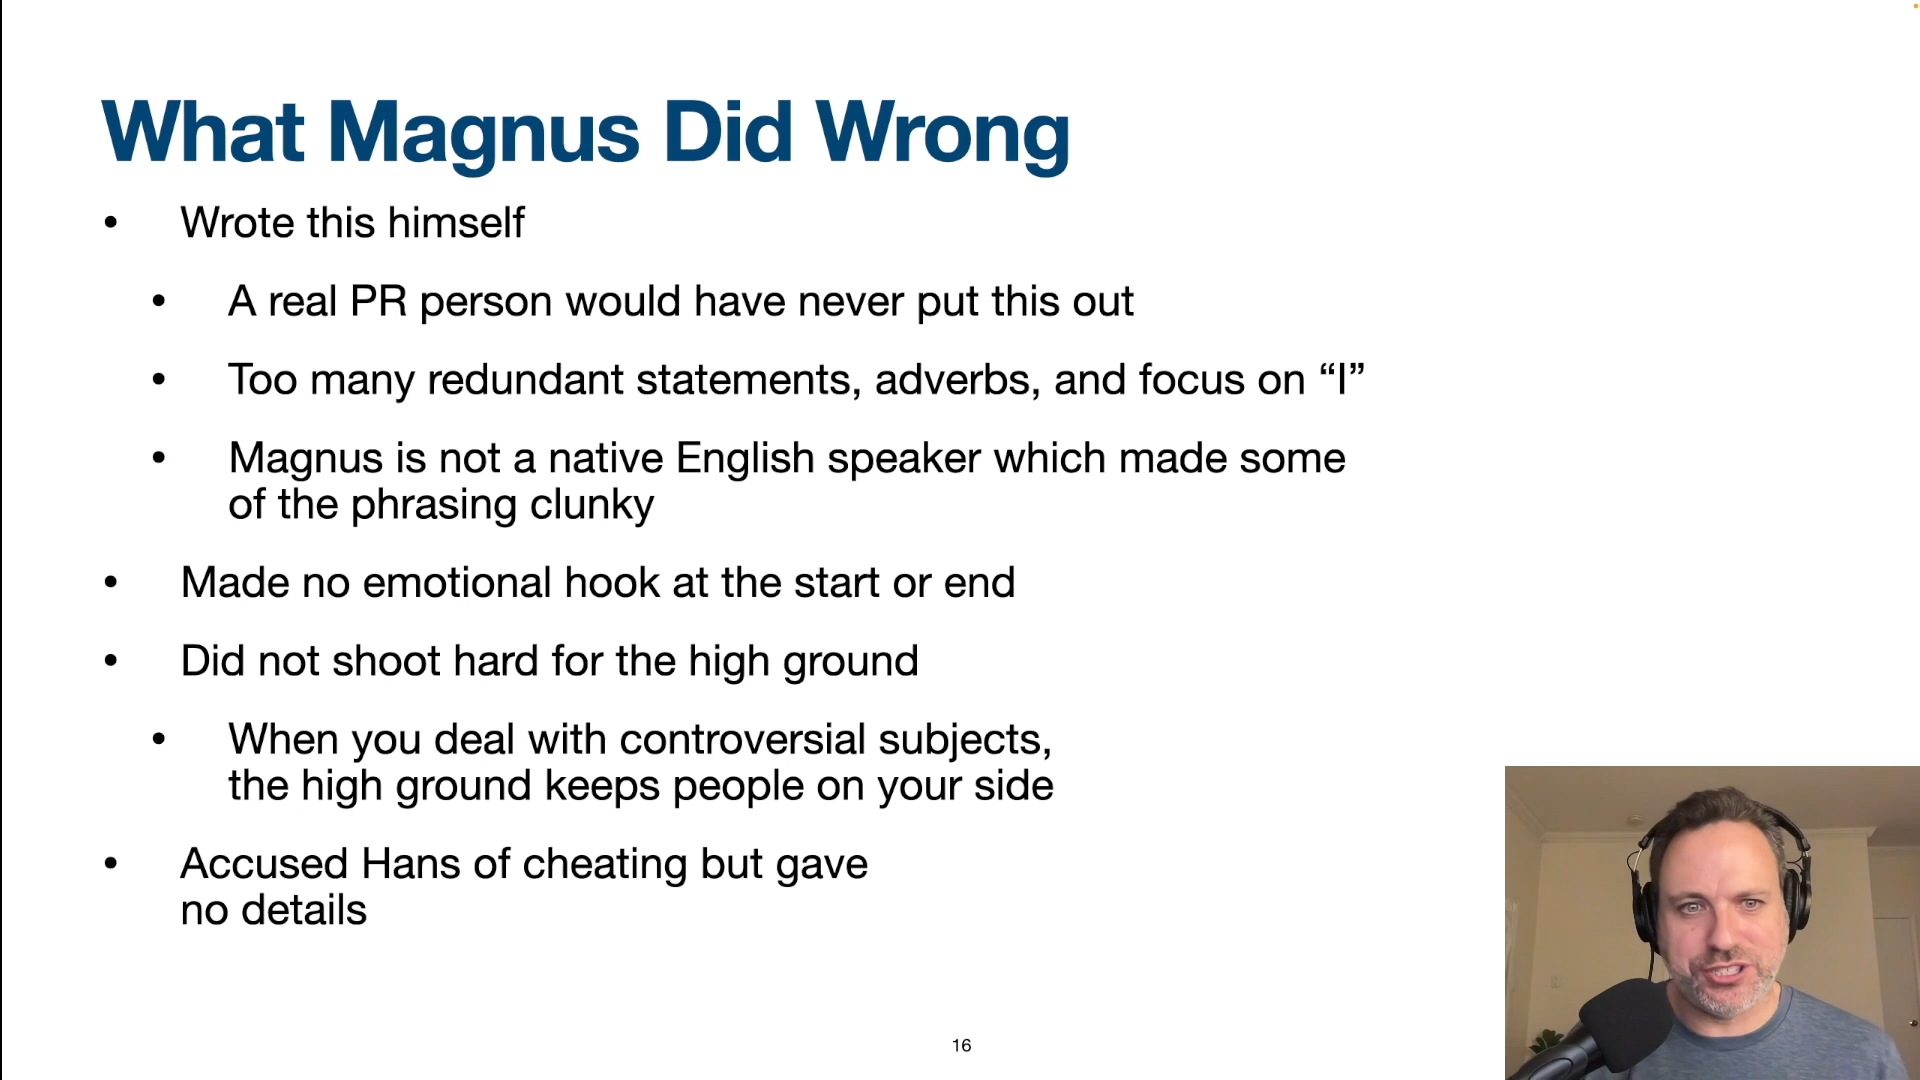 What Magnus Did Wrong
• Wrote this himself
• A real PR person would have never put this out
• Too many redundant statements, adverbs, and focus on “I”
• Magnus is not a native English speaker which made some
of the phrasing clunky
• Made no emotional hook at the start or end
• Did not shoot hard for the high ground
• When you deal with controversial subjects,
the high ground keeps people on your side
• Accused Hans of cheating but gave
no details
16